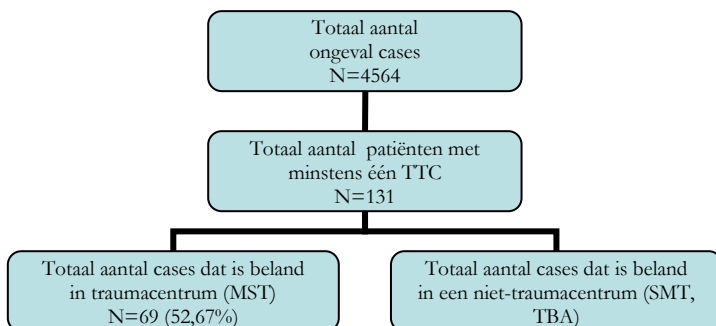 Totaal aantal
ongeval cases
N=4564
Totaal aantal patiënten met
minstens één TTC
N=131
Totaal aantal cases dat is beland
in traumacentrum (MST)
N=69 (52,67%)
Totaal aantal cases dat is beland
in een niet-traumacentrum (SMT,
TBA)